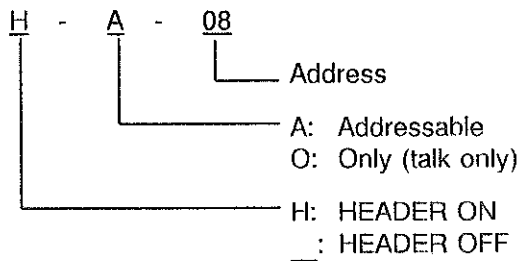 H - A - 08
Address
A: Addressable
O: Only (talk only)
H: HEADER ON
_: HEADER OFF